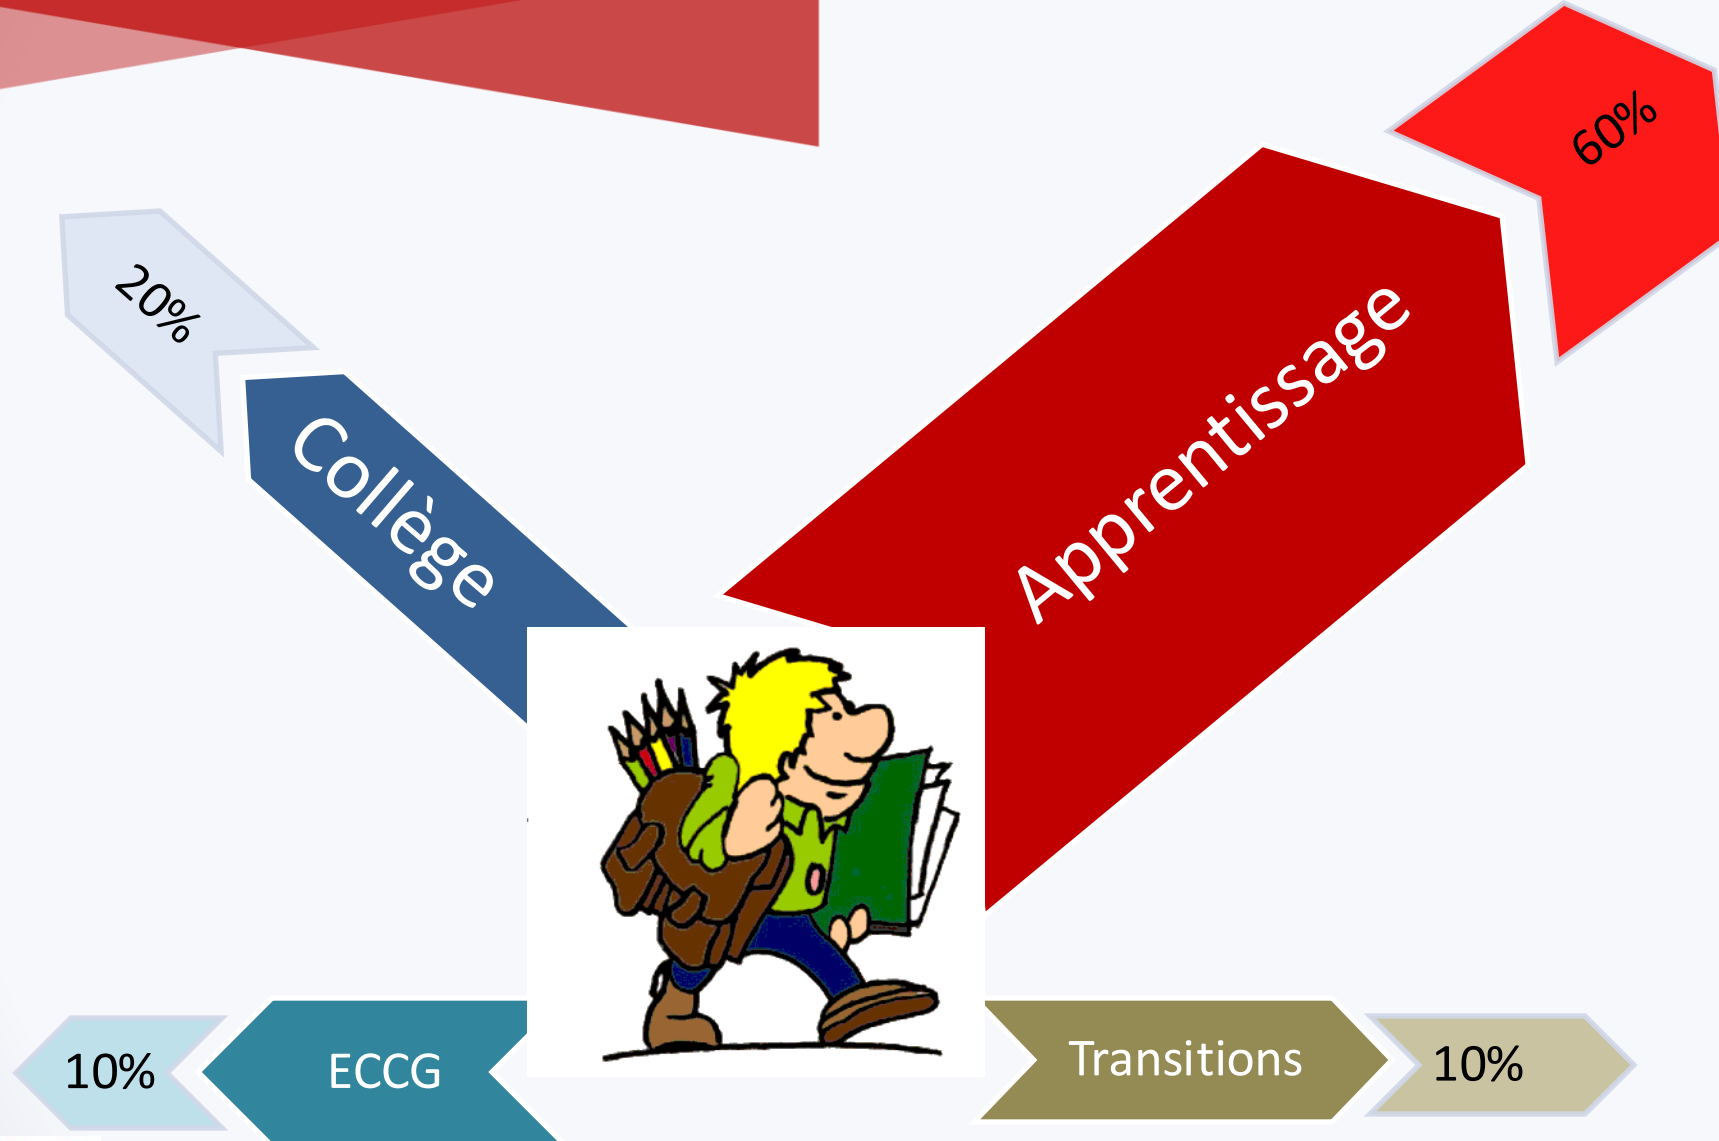 60%
20%
Apprentissage
Collège
10%
ECCG
Transitions
10%